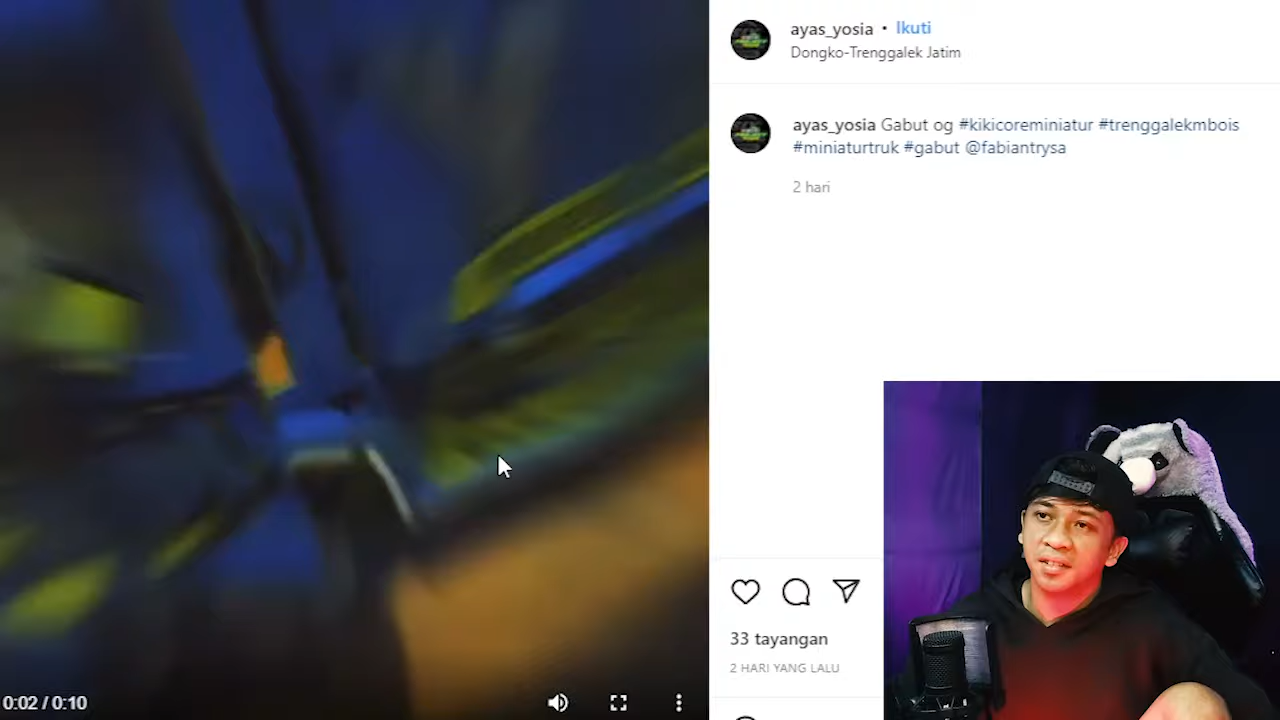 ayas_yosia • Ikuti
Dongko-Trenggalek Jatim
ayas_yosia Gabut og #kikicoreminiatur #trenggalekmbois
#miniaturtruk #gabut @fabiantrysa
2 hari
33 tayangan
2 HARI YANG LALU
0:02 / 0:10